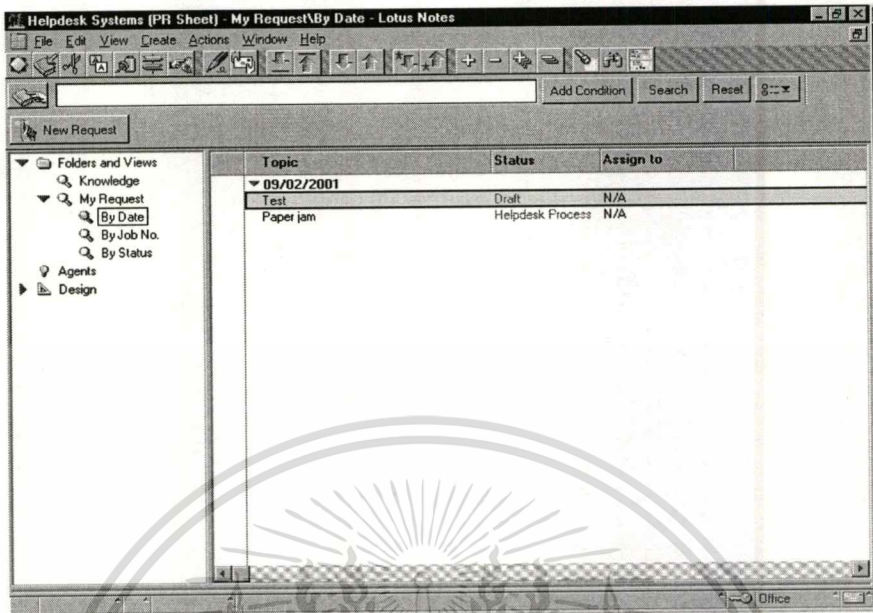 Helpdesk Systems (PR Sheet) - My Request\By Date - Lotus Notes
File Edit View Create Actions Window Help
Add Condition Search Reset
New Request
Folders and Views
Knowledge
My Request
By Date
By Job No.
By Status
Agents
Design
Topic Status Assign to
09/02/2001
Test Draft N/A
Paper jam Helpdesk Process N/A
Office